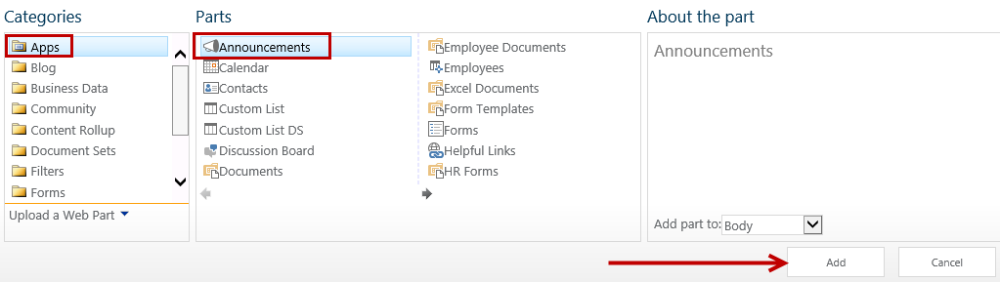 Categories
Apps
Blog
Business Data
Community
Content Rollup
Document Sets
Filters
Forms
Upload a Web Part
Parts
Announcements
Calendar
Contacts
Custom List
Custom List DS
Discussion Board
Documents
Employee Documents
Employees
Excel Documents
Form Templates
Forms
Helpful Links
HR Forms
About the part
Announcements
Add part to: Body
Add Cancel